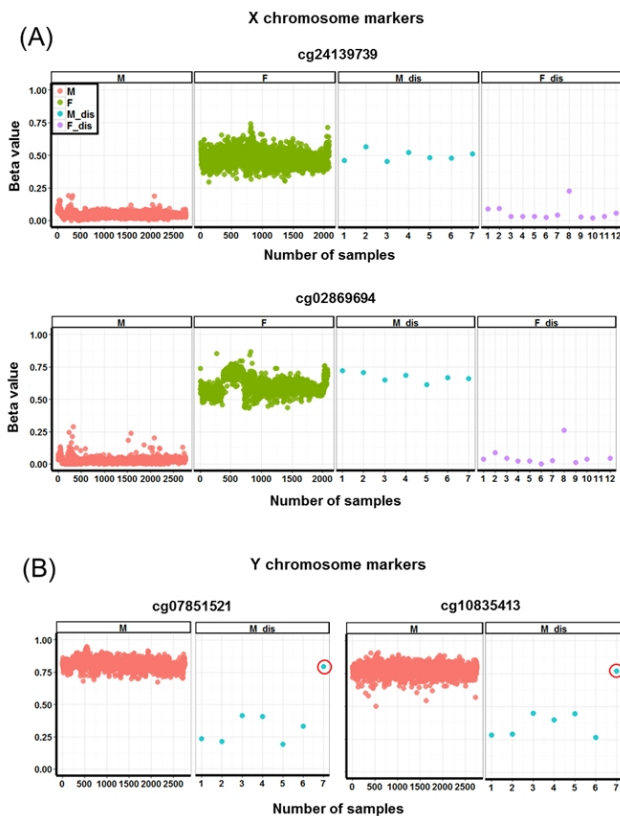 X chromosome markers
(A)
cg24139739
M F M_dis F_dis
M
F
M_dis
F_dis
1.00
0.75
0.50
0.25
0.00
Beta value
0 500 1000 1500 2000 2500 0 500 1000 1500 2000 1 2 3 4 5 6 7 1 2 3 4 5 6 7 8 9 10 11 12
Number of samples
cg02869694
M F M_dis F_dis
1.00
0.75
0.50
0.25
0.00
Beta value
0 500 1000 1500 2000 2500 0 500 1000 1500 2000 1 2 3 4 5 6 7 1 2 3 4 5 6 7 8 9 10 12
Number of samples
(B)
Y chromosome markers
cg07851521 cg10835413
M M_dis M M_dis
1.00
0.75
0.50
0.25
0.00
Beta value
0 500 1000 1500 2000 2500 1 2 3 4 5 6 7 0 500 1000 1500 2000 2500 1 2 3 4 5 6 7
Number of samples